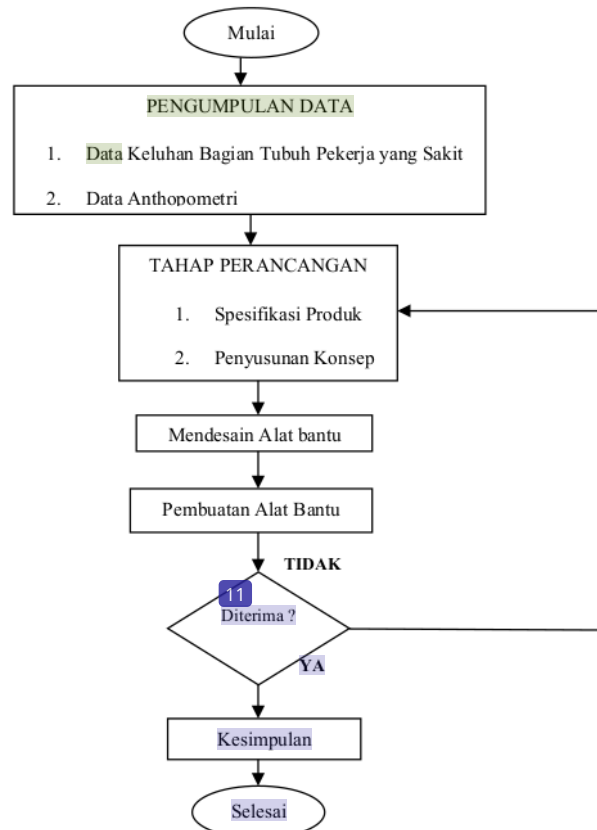 Mulai
PENGUMPULAN DATA
1. Data Keluhan Bagian Tubuh Pekerja yang Sakit
2. Data Anthopometri
TAHAP PERANCANGAN
1. Spesifikasi Produk
2. Penyusunan Konsep
Mendesain Alat bantu
Pembuatan Alat Bantu
TIDAK
11
Diterima ?
YA
Kesimpulan
Selesai